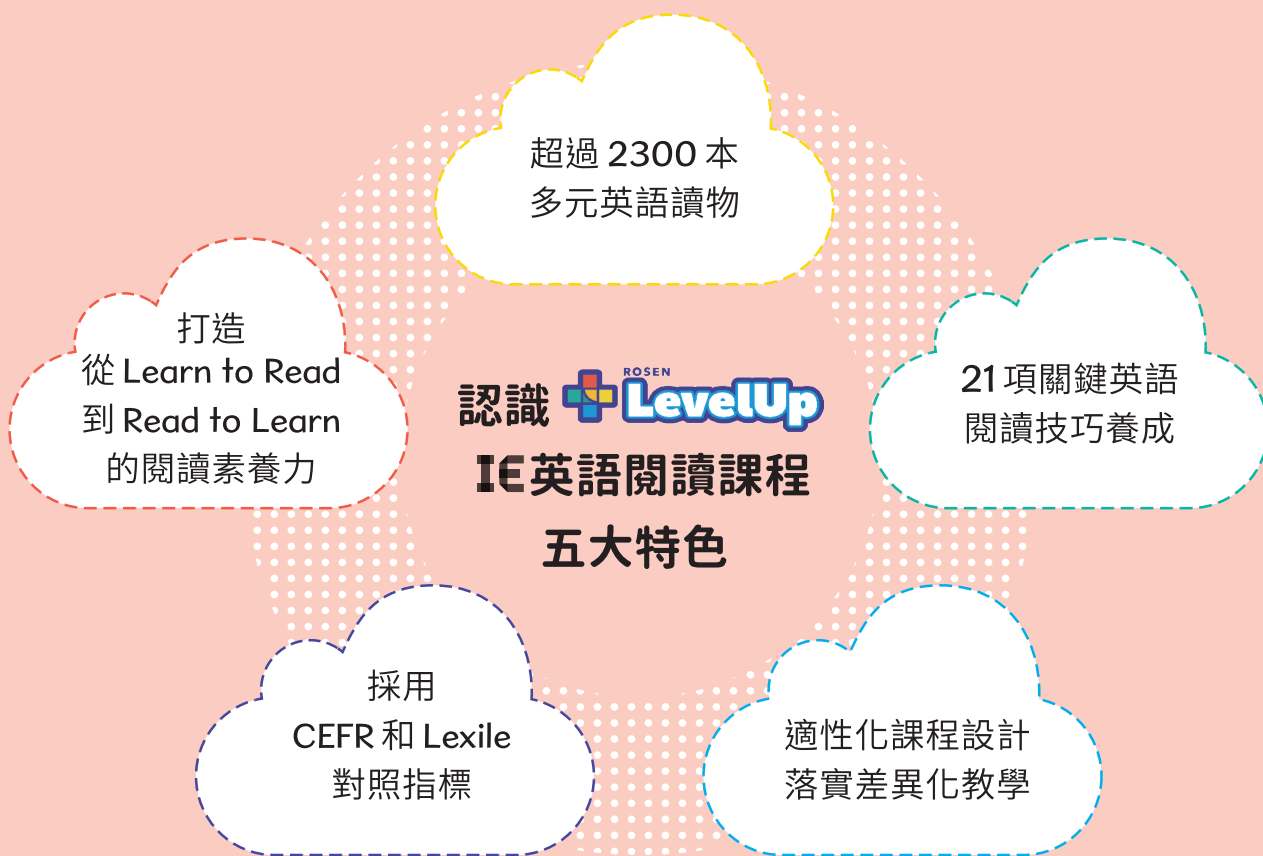 超過 2300 本
多元英語讀物
打造
從 Learn to Read
到 Read to Learn
的閱讀素養力
21 項關鍵英語
閱讀技巧養成
認識 ROSEN LevelUp
英語閱讀課程
五大特色
採用
CEFR 和 Lexile
對照指標
適性化課程設計
落實差異化教學